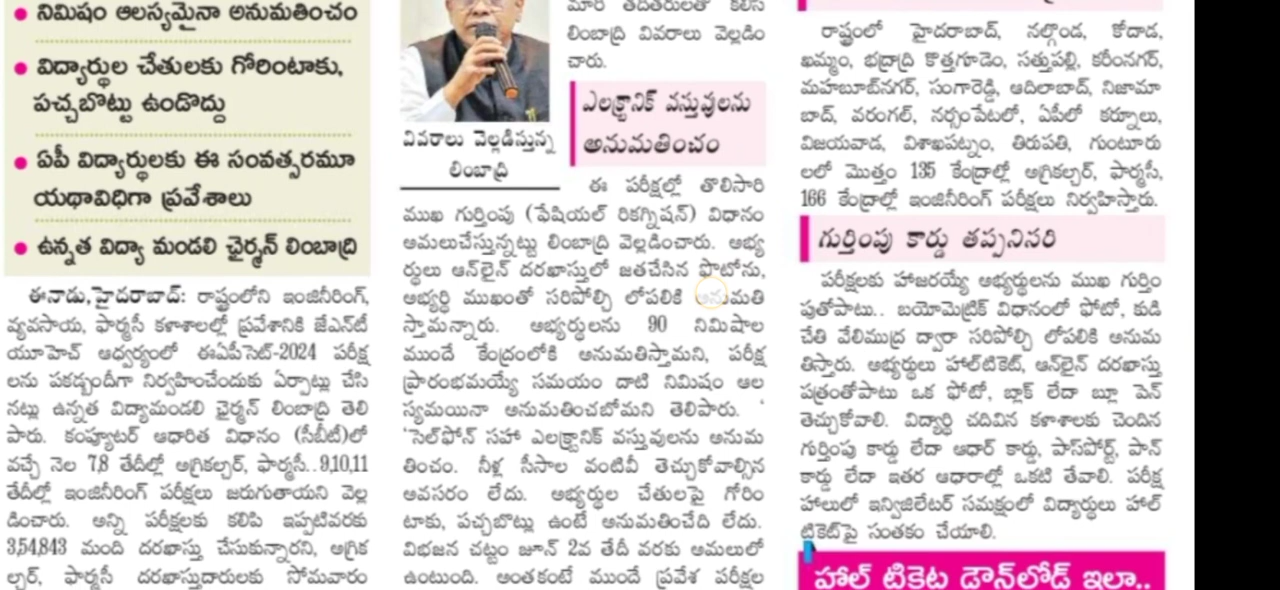 నిమిషం ఆలస్యమైనా అనుమతించం
విద్యార్థుల చేతులకు గోరింటాకు,
పచ్చబొట్టు ఉండొద్దు
ఏపీ విద్యార్థులకు ఈ సంవత్సరమూ
యథావిధిగా ప్రవేశాలు
ఉన్నత విద్యా మండలి ఛైర్మన్ లింబాద్రి
ఈనాడు,హైదరాబాద్: రాష్ట్రంలోని ఇంజినీరింగ్,
వ్యవసాయ, ఫార్మసీ కళాశాలల్లో ప్రవేశానికి జేఎన్‌టీ
యూహెచ్ ఆధ్వర్యంలో ఈఏపీసెట్-2024 పరీక్ష
లను పకడ్బందీగా నిర్వహించేందుకు ఏర్పాట్లు చేసి
నట్లు ఉన్నత విద్యామండలి ఛైర్మన్ లింబాద్రి తెలి
పారు. కంప్యూటర్ ఆధారిత విధానం (సీబీటీ)లో
వచ్చే నెల 7,8 తేదీల్లో అగ్రికల్చర్, ఫార్మసీ..9,10,11
తేదీల్లో ఇంజినీరింగ్ పరీక్షలు జరుగుతాయని వెల్ల
డించారు. అన్ని పరీక్షలకు కలిపి ఇప్పటివరకు
3,54,843 మంది దరఖాస్తు చేసుకున్నారని, అగ్రిక
ల్చర్, ఫార్మసీ దరఖాస్తుదారులకు సోమవారం
వివరాలు వెల్లడిస్తున్న
లింబాద్రి
లింబాద్రి వివరాలు వెల్లడిం
చారు.
ఎలక్ట్రానిక్ వస్తువులను
అనుమతించం
ఈ పరీక్షల్లో తొలిసారి
ముఖ గుర్తింపు (ఫేషియల్ రికగ్నిషన్) విధానం
అమలుచేస్తున్నట్టు లింబాద్రి వెల్లడించారు. అభ్య
ర్థులు ఆన్‌లైన్ దరఖాస్తులో జతచేసిన ఫొటోను,
అభ్యర్థి ముఖంతో సరిపోల్చి లోపలికి అనుమతి
స్తామన్నారు. అభ్యర్థులను 90 నిమిషాల
ముందే కేంద్రంలోకి అనుమతిస్తామని, పరీక్ష
ప్రారంభమయ్యే సమయం దాటి నిమిషం ఆల
స్యమయినా అనుమతించబోమని తెలిపారు. '
'సెల్‌ఫోన్ సహా ఎలక్ట్రానిక్ వస్తువులను అనుమ
తించం. నీళ్ల సీసాల వంటివీ తెచ్చుకోవాల్సిన
అవసరం లేదు. అభ్యర్థుల చేతులపై గోరిం
టాకు, పచ్చబొట్లు ఉంటే అనుమతించేది లేదు.
విభజన చట్టం జూన్ 2వ తేదీ వరకు అమలులో
ఉంటుంది. అంతకంటే ముందే ప్రవేశ పరీక్షల
రాష్ట్రంలో హైదరాబాద్, నల్గొండ, కోదాడ,
ఖమ్మం, భద్రాద్రి కొత్తగూడెం, సత్తుపల్లి, కరీంనగర్,
మహబూబ్‌నగర్, సంగారెడ్డి, ఆదిలాబాద్, నిజామా
బాద్, వరంగల్, నర్సంపేటలో, ఏపీలో కర్నూలు,
విజయవాడ, విశాఖపట్నం, తిరుపతి, గుంటూరు
లలో మొత్తం 135 కేంద్రాల్లో అగ్రికల్చర్, ఫార్మసీ,
166 కేంద్రాల్లో ఇంజినీరింగ్ పరీక్షలు నిర్వహిస్తారు.
గుర్తింపు కార్డు తప్పనిసరి
పరీక్షలకు హాజరయ్యే అభ్యర్థులను ముఖ గుర్తిం
పుతోపాటు.. బయోమెట్రిక్ విధానంలో ఫోటో, కుడి
చేతి వేలిముద్ర ద్వారా సరిపోల్చి లోపలికి అనుమ
తిస్తారు. అభ్యర్థులు హాల్‌టికెట్, ఆన్‌లైన్ దరఖాస్తు
పత్రంతోపాటు ఒక ఫోటో, బ్లాక్ లేదా బ్లూ పెన్
తెచ్చుకోవాలి. విద్యార్థి చదివిన కళాశాలకు చెందిన
గుర్తింపు కార్డు లేదా ఆధార్ కార్డు, పాస్‌పోర్ట్, పాన్
కార్డు లేదా ఇతర ఆధారాల్లో ఒకటి తేవాలి. పరీక్ష
హాలులో ఇన్విజిలేటర్ సమక్షంలో విద్యార్థులు హాల్
టికెట్‌పై సంతకం చేయాలి.
హాల్ టికెట్ల డౌన్‌లోడ్ ఇలా..